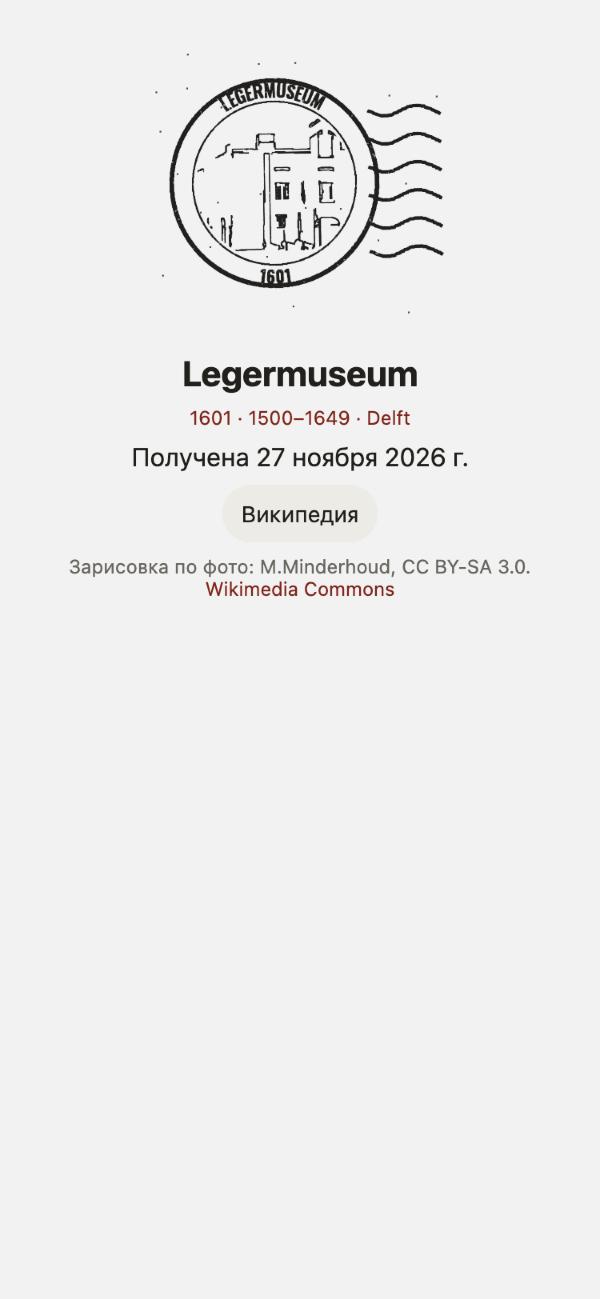 LEGERMUSEUM
1601
Legermuseum
1601 · 1500–1649 · Delft
Получена 27 ноября 2026 г.
Википедия
Зарисовка по фото: M.Minderhoud, CC BY-SA 3.0.
Wikimedia Commons